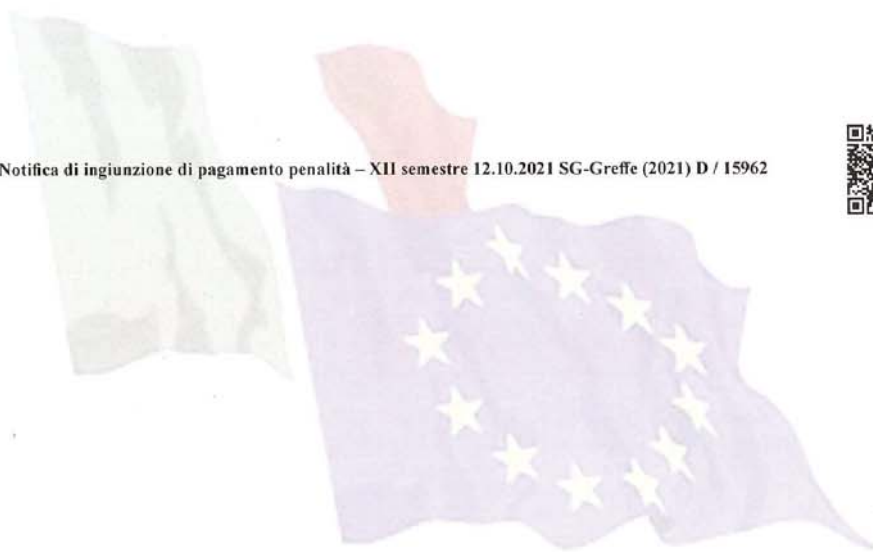 Notifica di ingiunzione di pagamento penalità – XII semestre 12.10.2021 SG-Greffe (2021) D / 15962